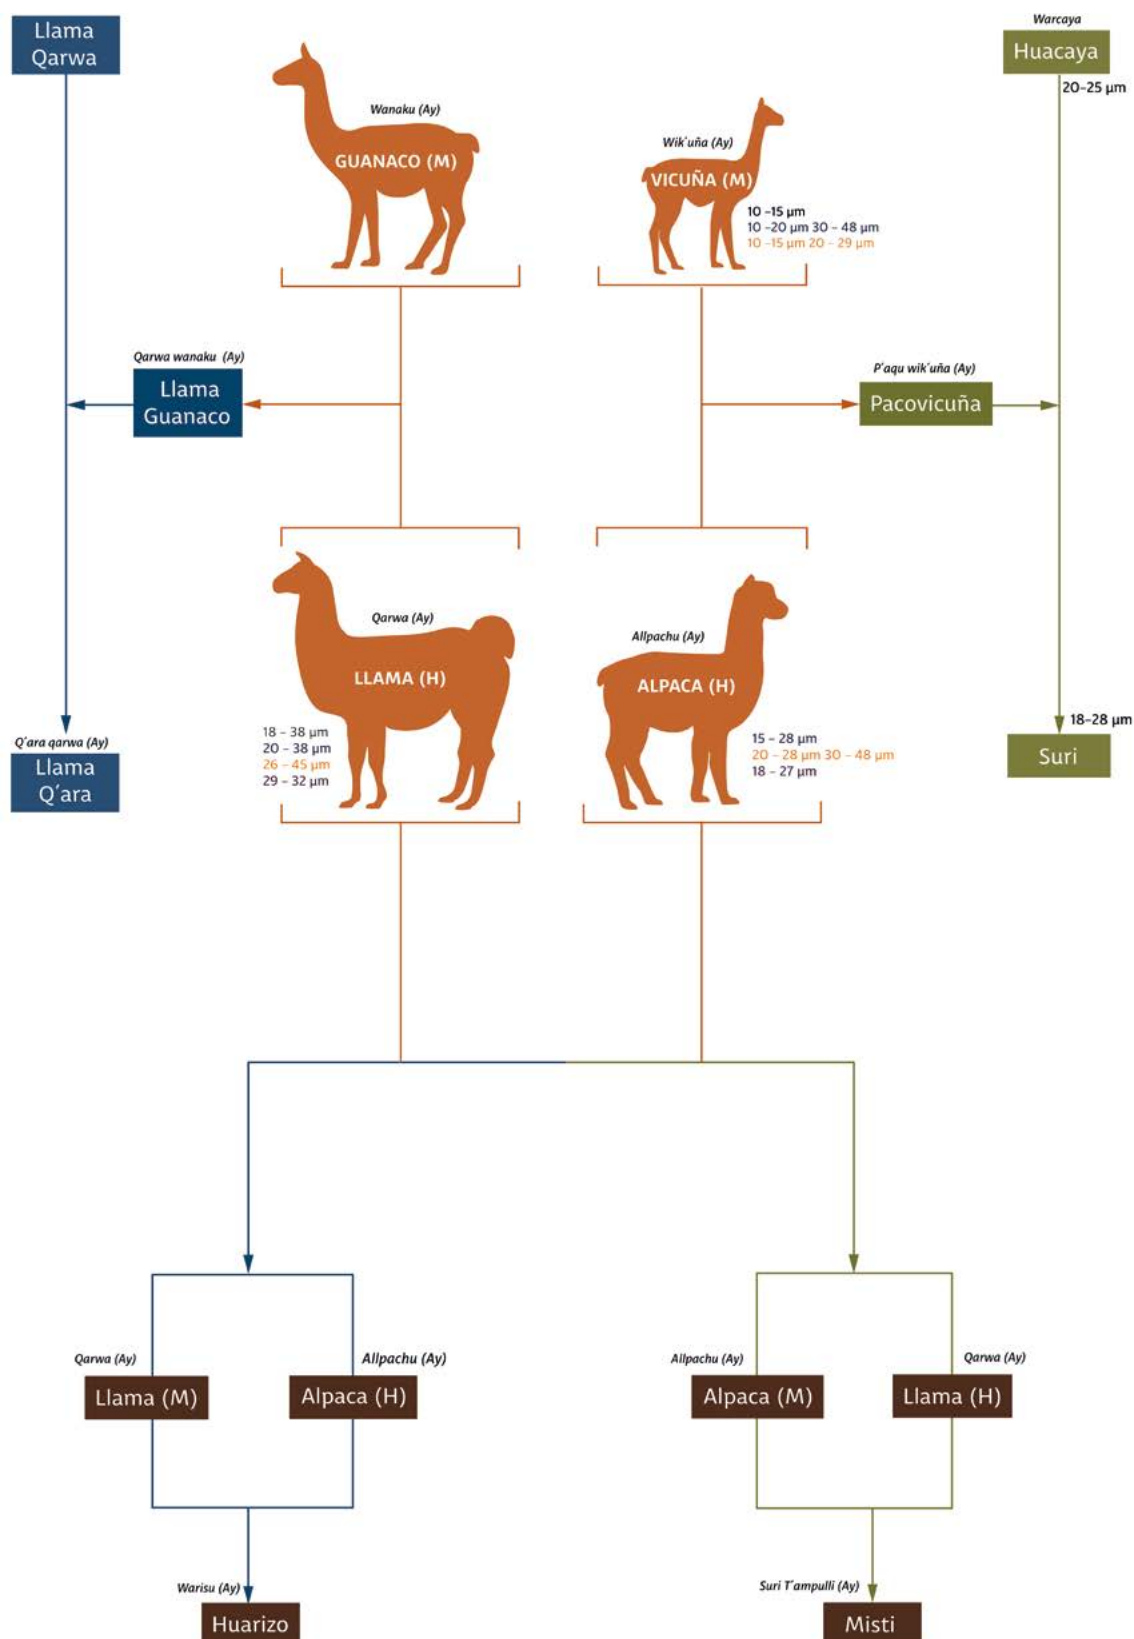 Llama
Qarwa
Wanaku (Ay)
GUANACO (M)
Wik´uña (Ay)
VICUÑA (M)
10 –15 µm
10 –20 µm 30 – 48 µm
10 –15 µm 20 – 29 µm
Warcaya
Huacaya
20–25 µm
Qarwa wanaku (Ay)
Llama
Guanaco
P´aqu wik´uña (Ay)
Pacovicuña
Qarwa (Ay)
LLAMA (H)
18 – 38 µm
20 – 38 µm
26 – 45 µm
29 – 32 µm
Allpachu (Ay)
ALPACA (H)
15 – 28 µm
20 – 28 µm 30 – 48 µm
18 – 27 µm
Q´ara qarwa (Ay)
Llama
Q´ara
18–28 µm
Suri
Qarwa (Ay)
Llama (M)
Allpachu (Ay)
Alpaca (H)
Allpachu (Ay)
Alpaca (M)
Qarwa (Ay)
Llama (H)
Warisu (Ay)
Huarizo
Suri T´ampulli (Ay)
Misti